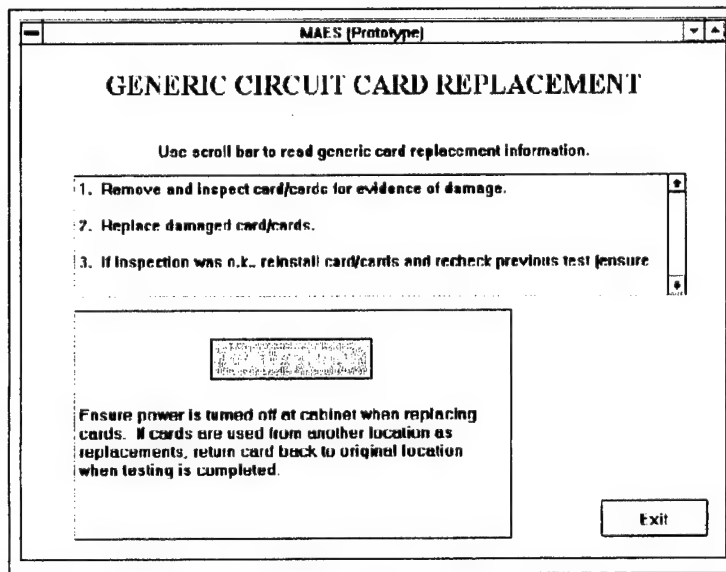 MAES (Prototype)
GENERIC CIRCUIT CARD REPLACEMENT
Use scroll bar to read generic card replacement information.
1. Remove and inspect card/cards for evidence of damage.
2. Replace damaged card/cards.
3. If inspection was o.k., reinstall card/cards and recheck previous test (ensure
Ensure power is turned off at cabinet when replacing
cards. If cards are used from another location as
replacements, return card back to original location
when testing is completed.
Exit